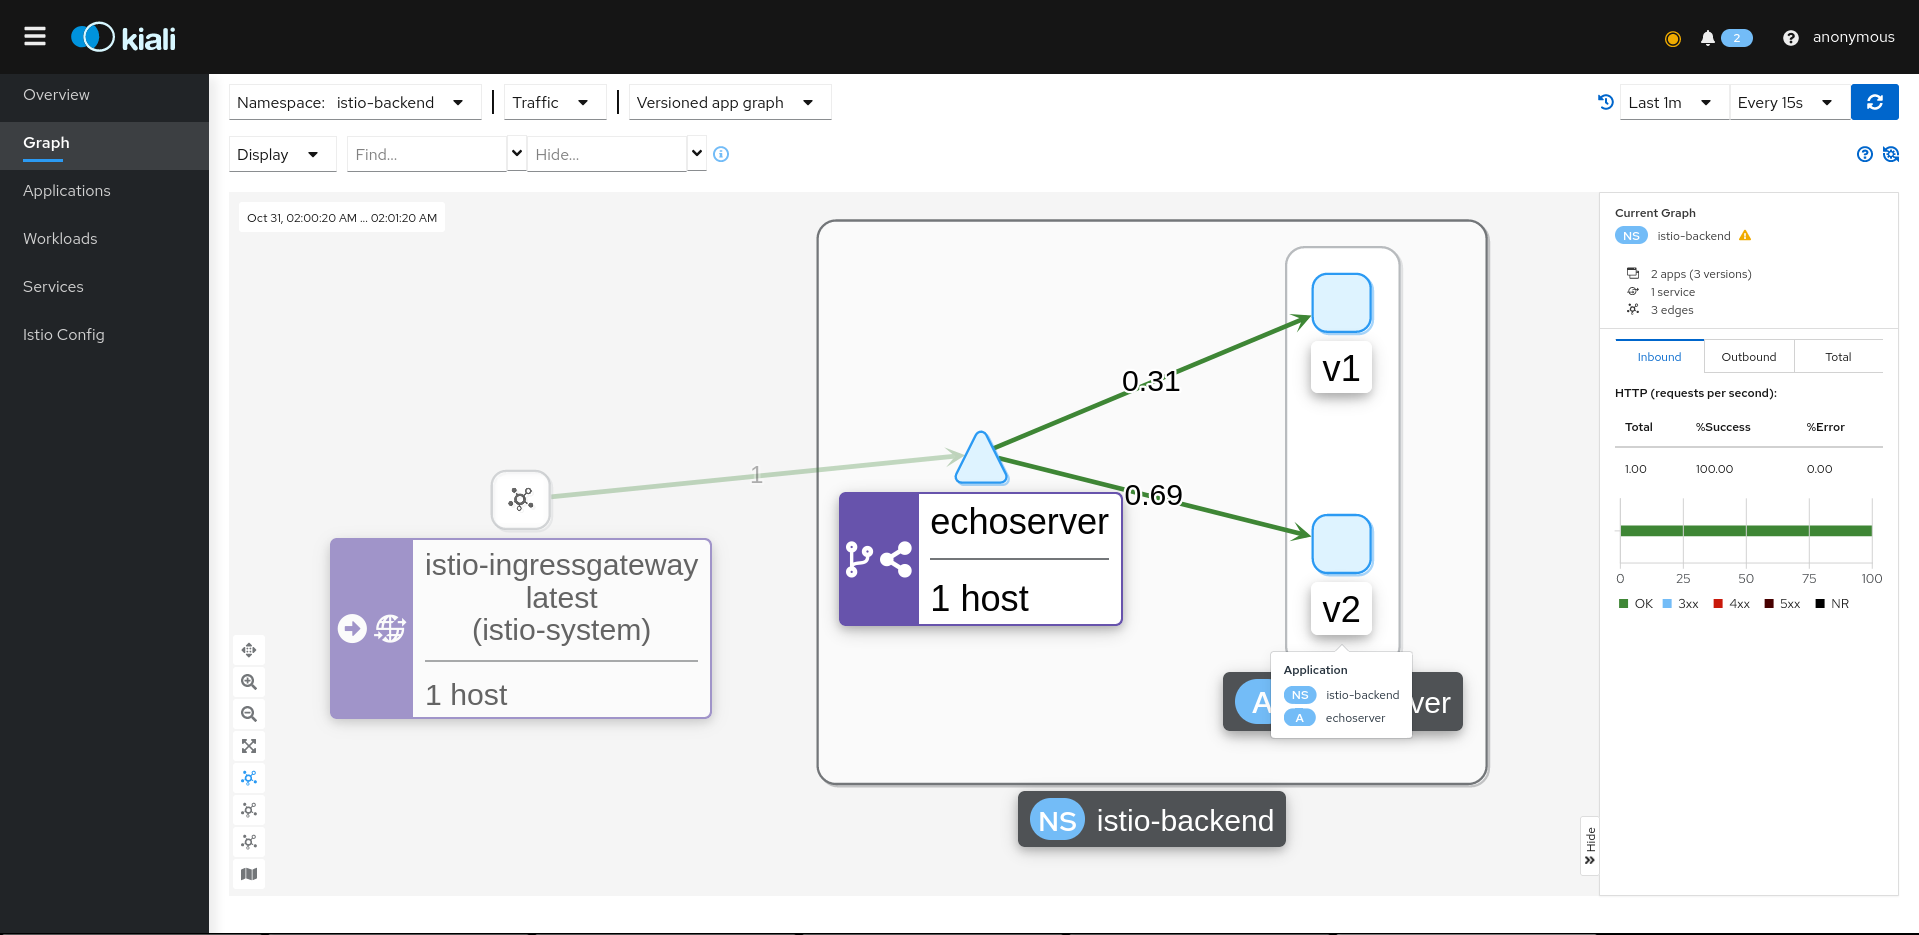 kiali
2
anonymous
Overview
Graph
Applications
Workloads
Services
Istio Config
Namespace: istio-backend
Traffic
Versioned app graph
Last 1m
Every 15s
Display
Find...
Hide...
Oct 31, 02:00:20 AM ... 02:01:20 AM
v1
0.31
1
0.69
v2
echoserver
1 host
istio-ingressgateway
latest
(istio-system)
1 host
Application
NS istio-backend
A echoserver
A ver
NS istio-backend
Hide
Current Graph
NS istio-backend
2 apps (3 versions)
1 service
3 edges
Inbound Outbound Total
HTTP (requests per second):
Total %Success %Error
1.00 100.00 0.00
0 25 50 75 100
OK 3xx 4xx 5xx NR